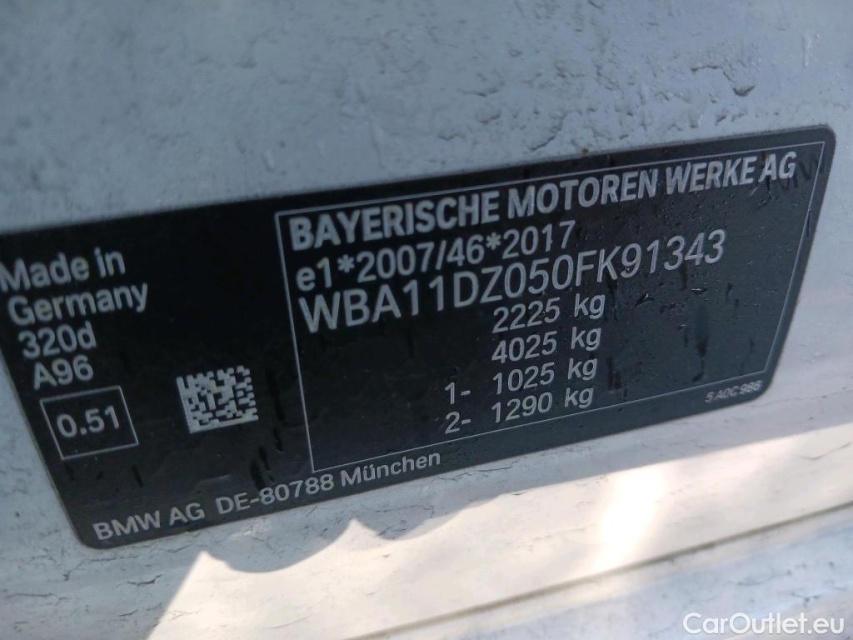 BAYERISCHE MOTOREN WERKE AG
e1*2007/46*2017
WBA11DZ050FK91343
2225 kg
4025 kg
1- 1025 kg
2- 1290 kg
Made in
Germany
320d
A96
0.51
5 A0C 986
BMW AG DE-80788 München
CarOutlet.eu